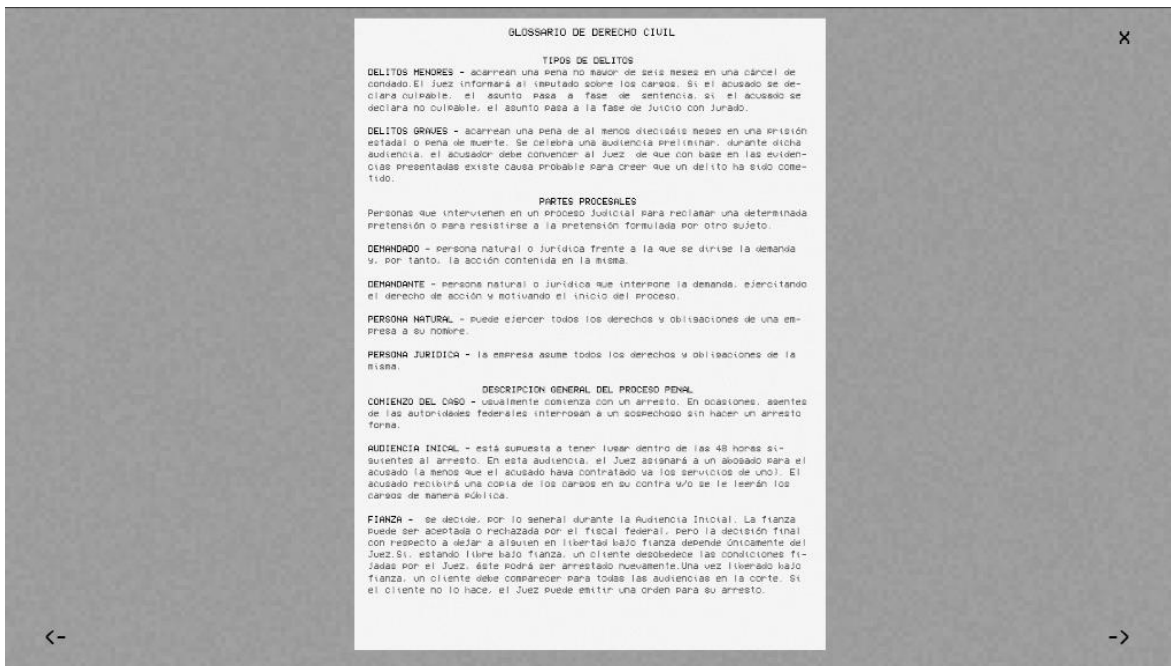 GLOSSARIO DE DERECHO CIVIL
X
TIPOS DE DELITOS
DELITOS MENORES - acarrean una pena no mayor de seis meses en una cárcel de
condado.El Juez informará al imputado sobre los cargos. Si el acusado se de-
clara culpable, el asunto pasa a fase de sentencia, si el acusado se
declara no culpable, el asunto pasa a la fase de Juicio con Jurado.
DELITOS GRAVES - acarrean una pena de al menos dieciséis meses en una prisión
estadal o pena de muerte. Se celebra una audiencia preliminar, durante dicha
audiencia, el acusador debe convencer al Juez de que con base en las eviden-
cias presentadas existe causa probable para creer que un delito ha sido come-
tido.
PARTES PROCESALES
Personas que intervienen en un proceso Judicial para reclamar una determinada
pretensión o para resistirse a la pretensión formulada por otro sujeto.
DEMANDADO - persona natural o Jurídica frente a la que se dirige la demanda
y, por tanto, la acción contenida en la misma.
DEMANDANTE - persona natural o Jurídica que interpone la demanda, ejercitando
el derecho de acción y motivando el inicio del proceso.
PERSONA NATURAL - puede ejercer todos los derechos y obligaciones de una em-
presa a su nombre.
PERSONA JURIDICA - la empresa asume todos los derechos y obligaciones de la
misma.
DESCRIPCION GENERAL DEL PROCESO PENAL
COMIENZO DEL CASO - usualmente comienza con un arresto. En ocasiones, agentes
de las autoridades federales interrogan a un sospechoso sin hacer un arresto
forma.
AUDIENCIA INICAL - está supuesta a tener lugar dentro de las 48 horas si-
guientes al arresto. En esta audiencia, el Juez asignará a un abogado para el
acusado (a menos que el acusado haya contratado ya los servicios de uno). El
acusado recibirá una copia de los cargos en su contra y/o se le leerán los
cargos de manera pública.
FIANZA - se decide, por lo general durante la Audiencia Inicial. La fianza
puede ser aceptada o rechazada por el fiscal federal, pero la decisión final
con respecto a dejar a alguien en libertad bajo fianza depende únicamente del
Juez.Si, estando libre bajo fianza, un cliente desobedece las condiciones fi-
jadas por el Juez, éste podrá ser arrestado nuevamente.Una vez liberado bajo
fianza, un cliente debe comparecer para todas las audiencias en la corte. Si
el cliente no lo hace, el Juez puede emitir una orden para su arresto.
<- ->